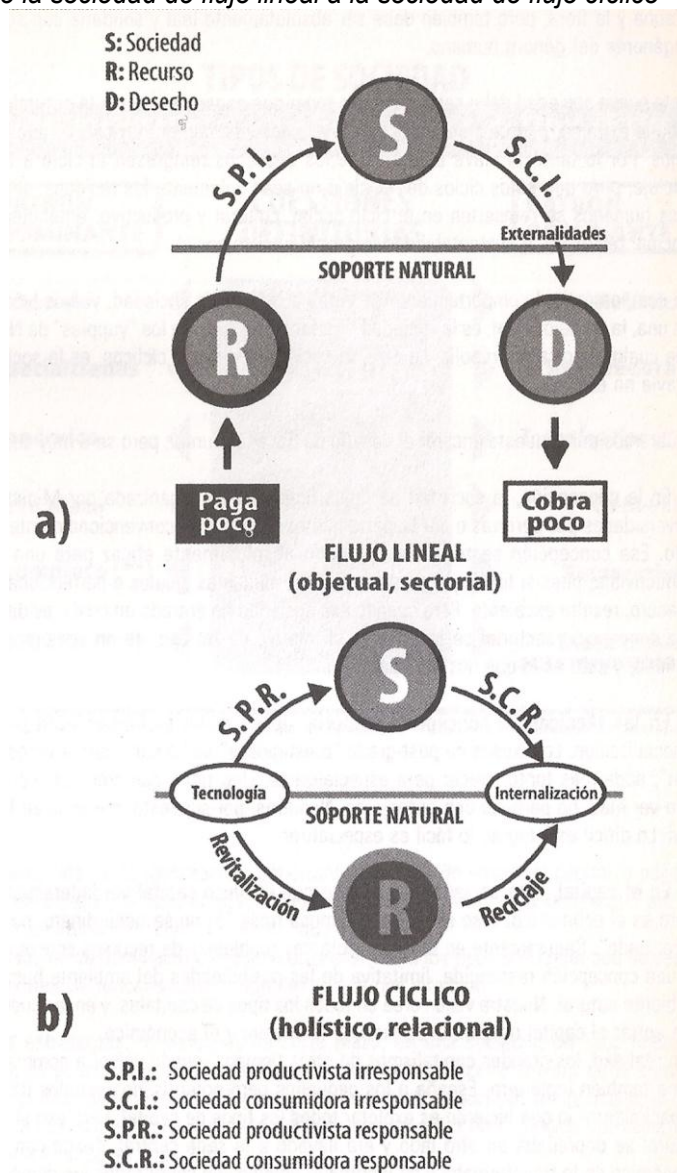 de la sociedad de flujo lineal a la sociedad de flujo cíclico
S: Sociedad
R: Recurso
D: Desecho
S
S.P.I.
S.C.I.
Externalidades
SOPORTE NATURAL
R
D
Paga
poco
Cobra
poco
a)
FLUJO LINEAL
(objetual, sectorial)
S
S.P.R.
S.C.R.
Tecnología
Internalización
SOPORTE NATURAL
Revitalización
Reciclaje
R
b)
FLUJO CICLICO
(holístico, relacional)
S.P.I.: Sociedad productivista irresponsable
S.C.I.: Sociedad consumidora irresponsable
S.P.R.: Sociedad productivista responsable
S.C.R.: Sociedad consumidora responsable